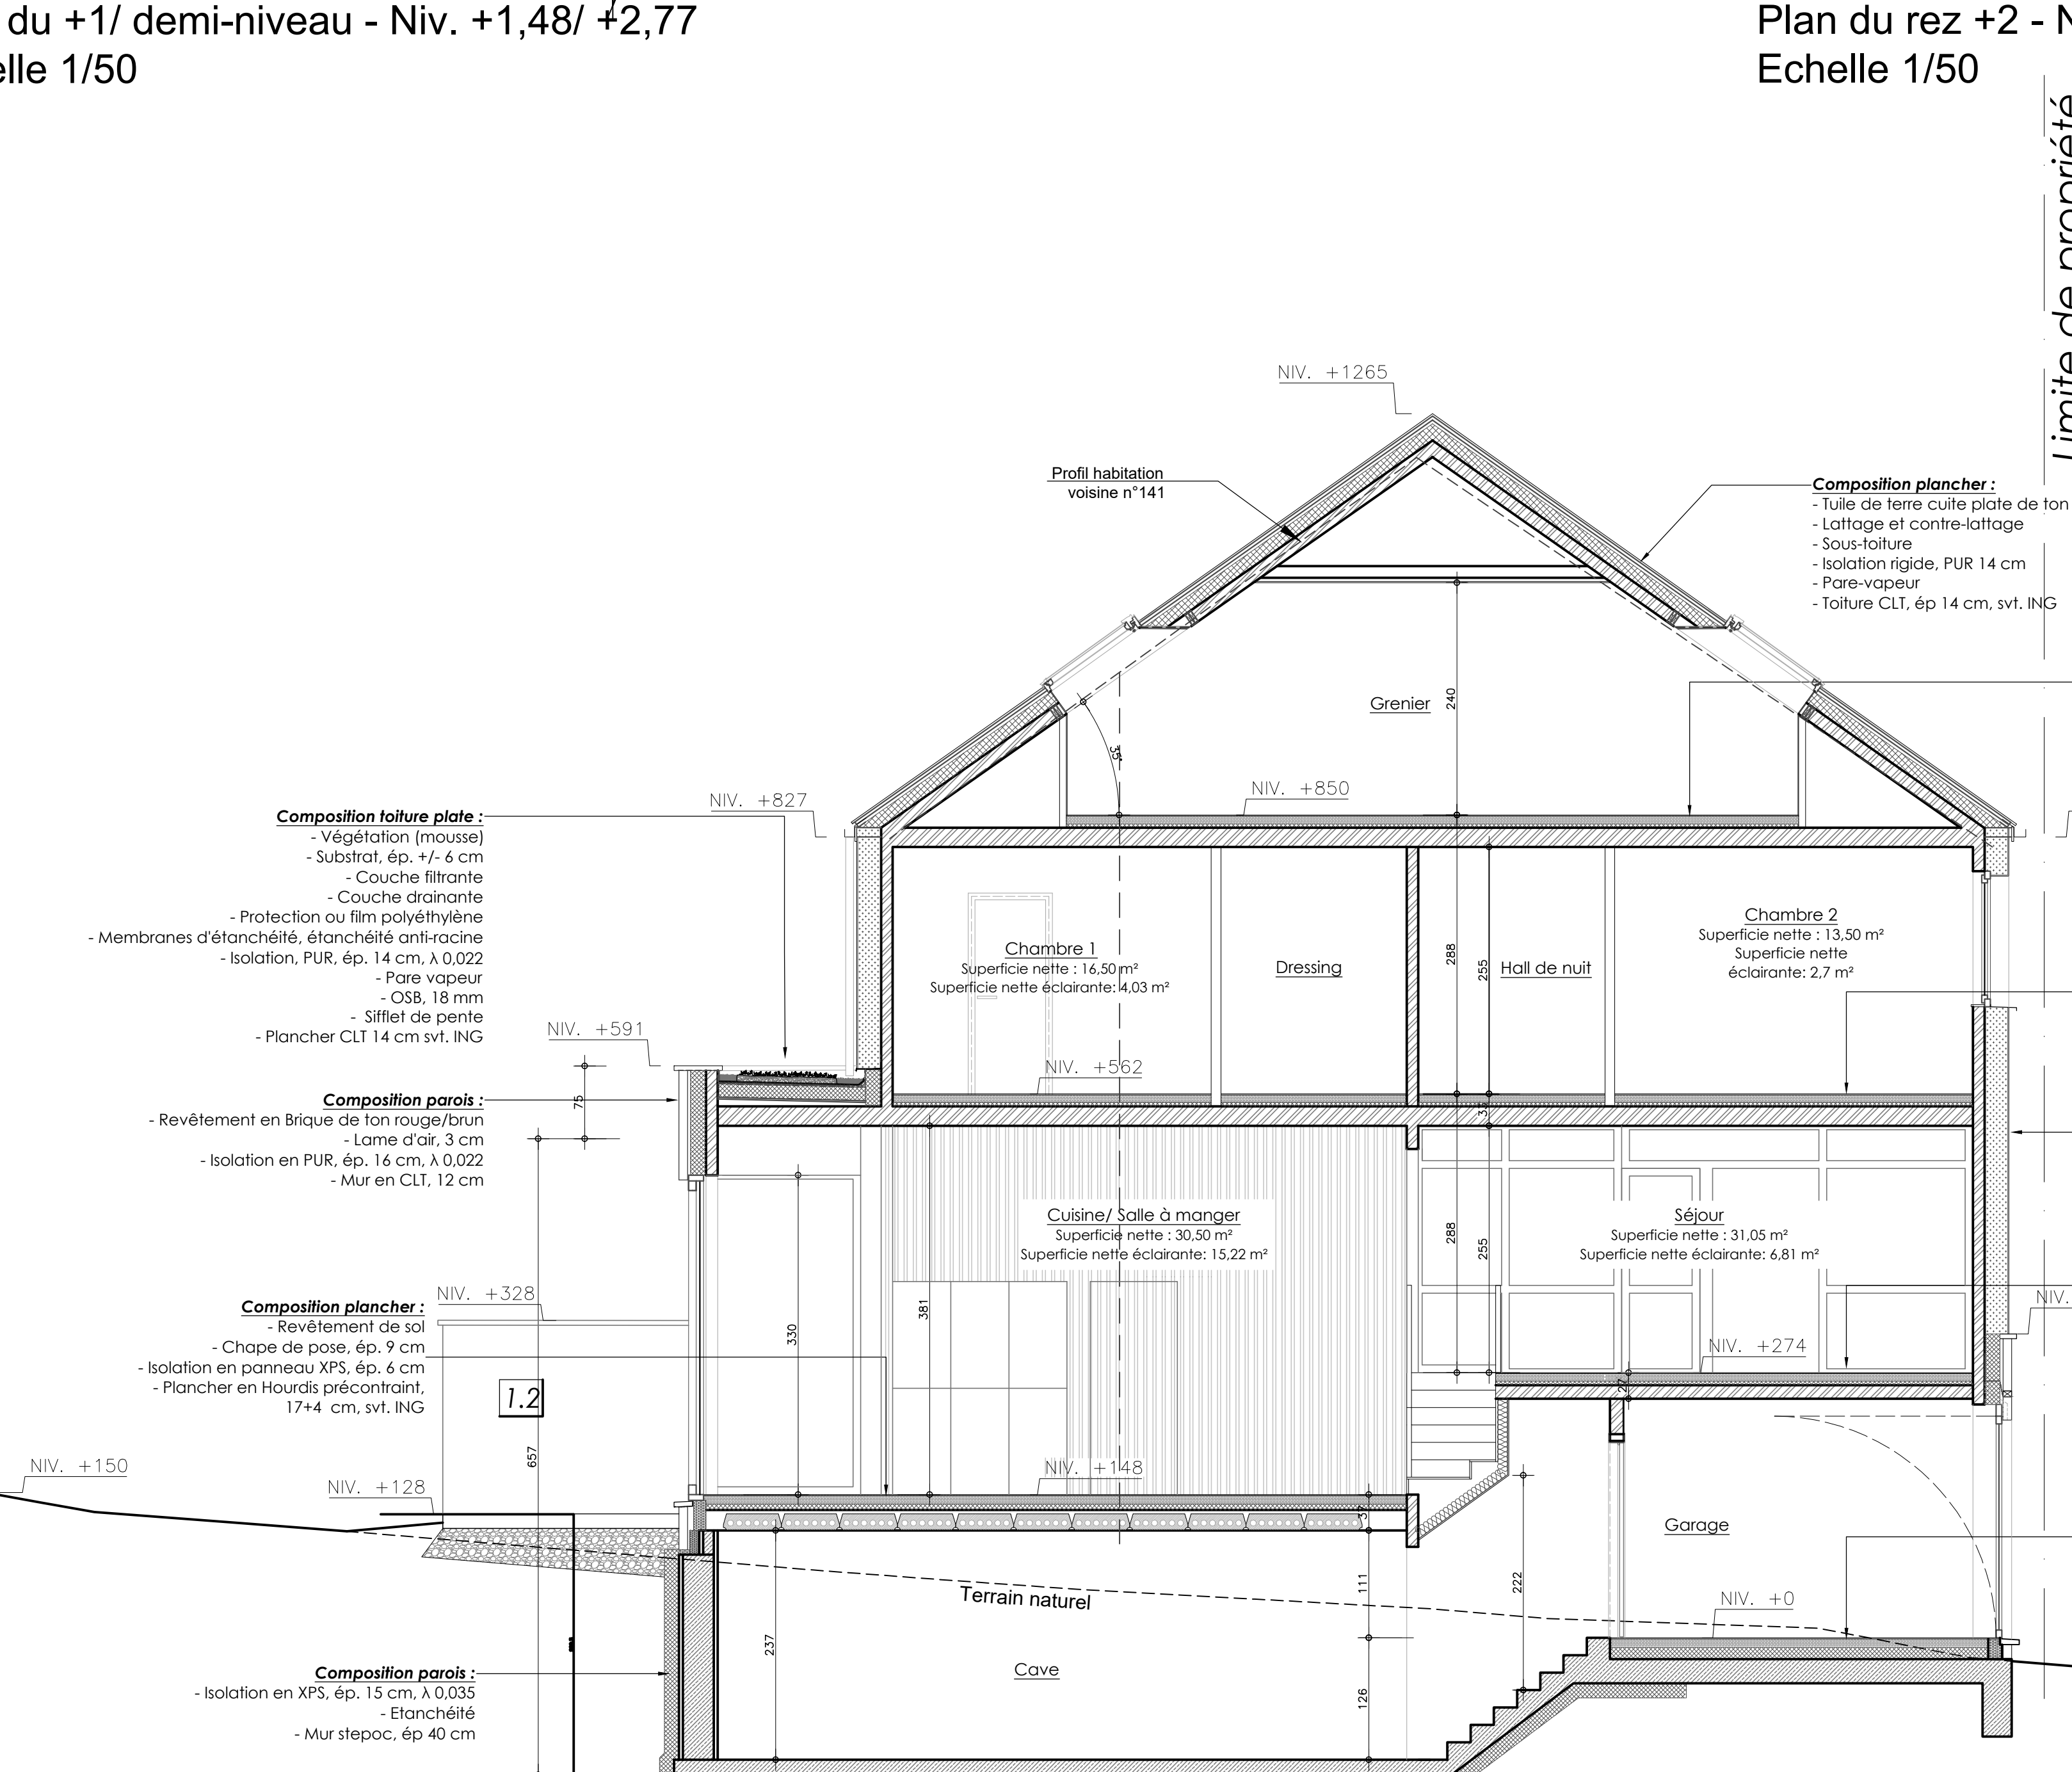 du +1/ demi-niveau - Niv. +1,48/ +2,77
elle 1/50
Plan du rez +2 - N
Echelle 1/50
Limite de propriété
NIV. +1265
Profil habitation
voisine n°141
Composition plancher :
- Tuile de terre cuite plate de ton
- Lattage et contre-lattage
- Sous-toiture
- Isolation rigide, PUR 14 cm
- Pare-vapeur
- Toiture CLT, ép 14 cm, svt. ING
Grenier
240
35°
NIV. +850
NIV. +827
Composition toiture plate :
- Végétation (mousse)
- Substrat, ép. +/- 6 cm
- Couche filtrante
- Couche drainante
- Protection ou film polyéthylène
- Membranes d'étanchéité, étanchéité anti-racine
- Isolation, PUR, ép. 14 cm, λ 0,022
- Pare vapeur
- OSB, 18 mm
- Sifflet de pente
- Plancher CLT 14 cm svt. ING
Chambre 1
Superficie nette : 16,50 m²
Superficie nette éclairante: 4,03 m²
Dressing
288
255
Hall de nuit
Chambre 2
Superficie nette : 13,50 m²
Superficie nette
éclairante: 2,7 m²
NIV. +591
NIV. +562
75
33
Composition parois :
- Revêtement en Brique de ton rouge/brun
- Lame d'air, 3 cm
- Isolation en PUR, ép. 16 cm, λ 0,022
- Mur en CLT, 12 cm
Cuisine/ Salle à manger
Superficie nette : 30,50 m²
Superficie nette éclairante: 15,22 m²
288
255
Séjour
Superficie nette : 31,05 m²
Superficie nette éclairante: 6,81 m²
NIV. +328
NIV.
330
381
NIV. +274
27
Composition plancher :
- Revêtement de sol
- Chape de pose, ép. 9 cm
- Isolation en panneau XPS, ép. 6 cm
- Plancher en Hourdis précontraint,
17+4 cm, svt. ING
1.2
657
NIV. +150
NIV. +128
NIV. +148
37
Garage
Terrain naturel
111
222
NIV. +0
237
Cave
126
Composition parois :
- Isolation en XPS, ép. 15 cm, λ 0,035
- Etanchéité
- Mur stepoc, ép 40 cm